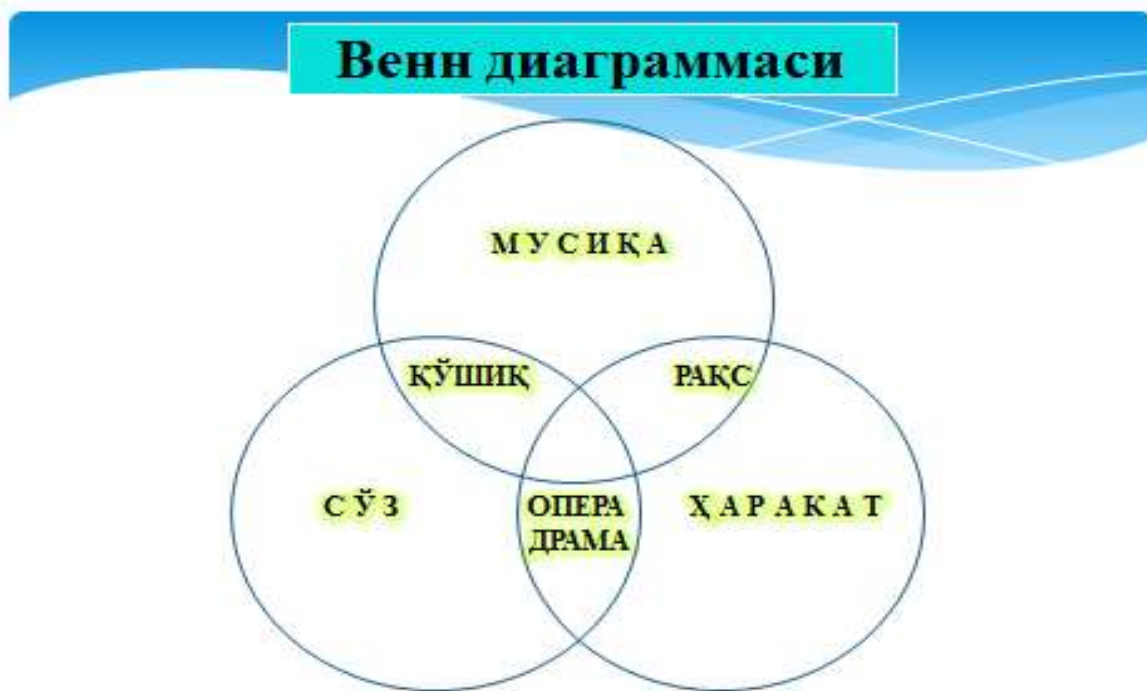 Венн диаграммаси
М У С И Қ А
ҚЎШИҚ РАҚС
С Ў З
ОПЕРА
ДРАМА
Ҳ А Р А К А Т